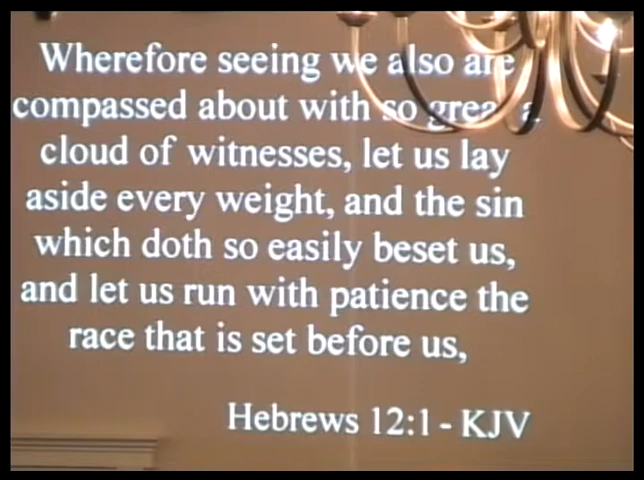 Wherefore seeing we also are
compassed about with so great a
cloud of witnesses, let us lay
aside every weight, and the sin
which doth so easily beset us,
and let us run with patience the
race that is set before us,
Hebrews 12:1 - KJV